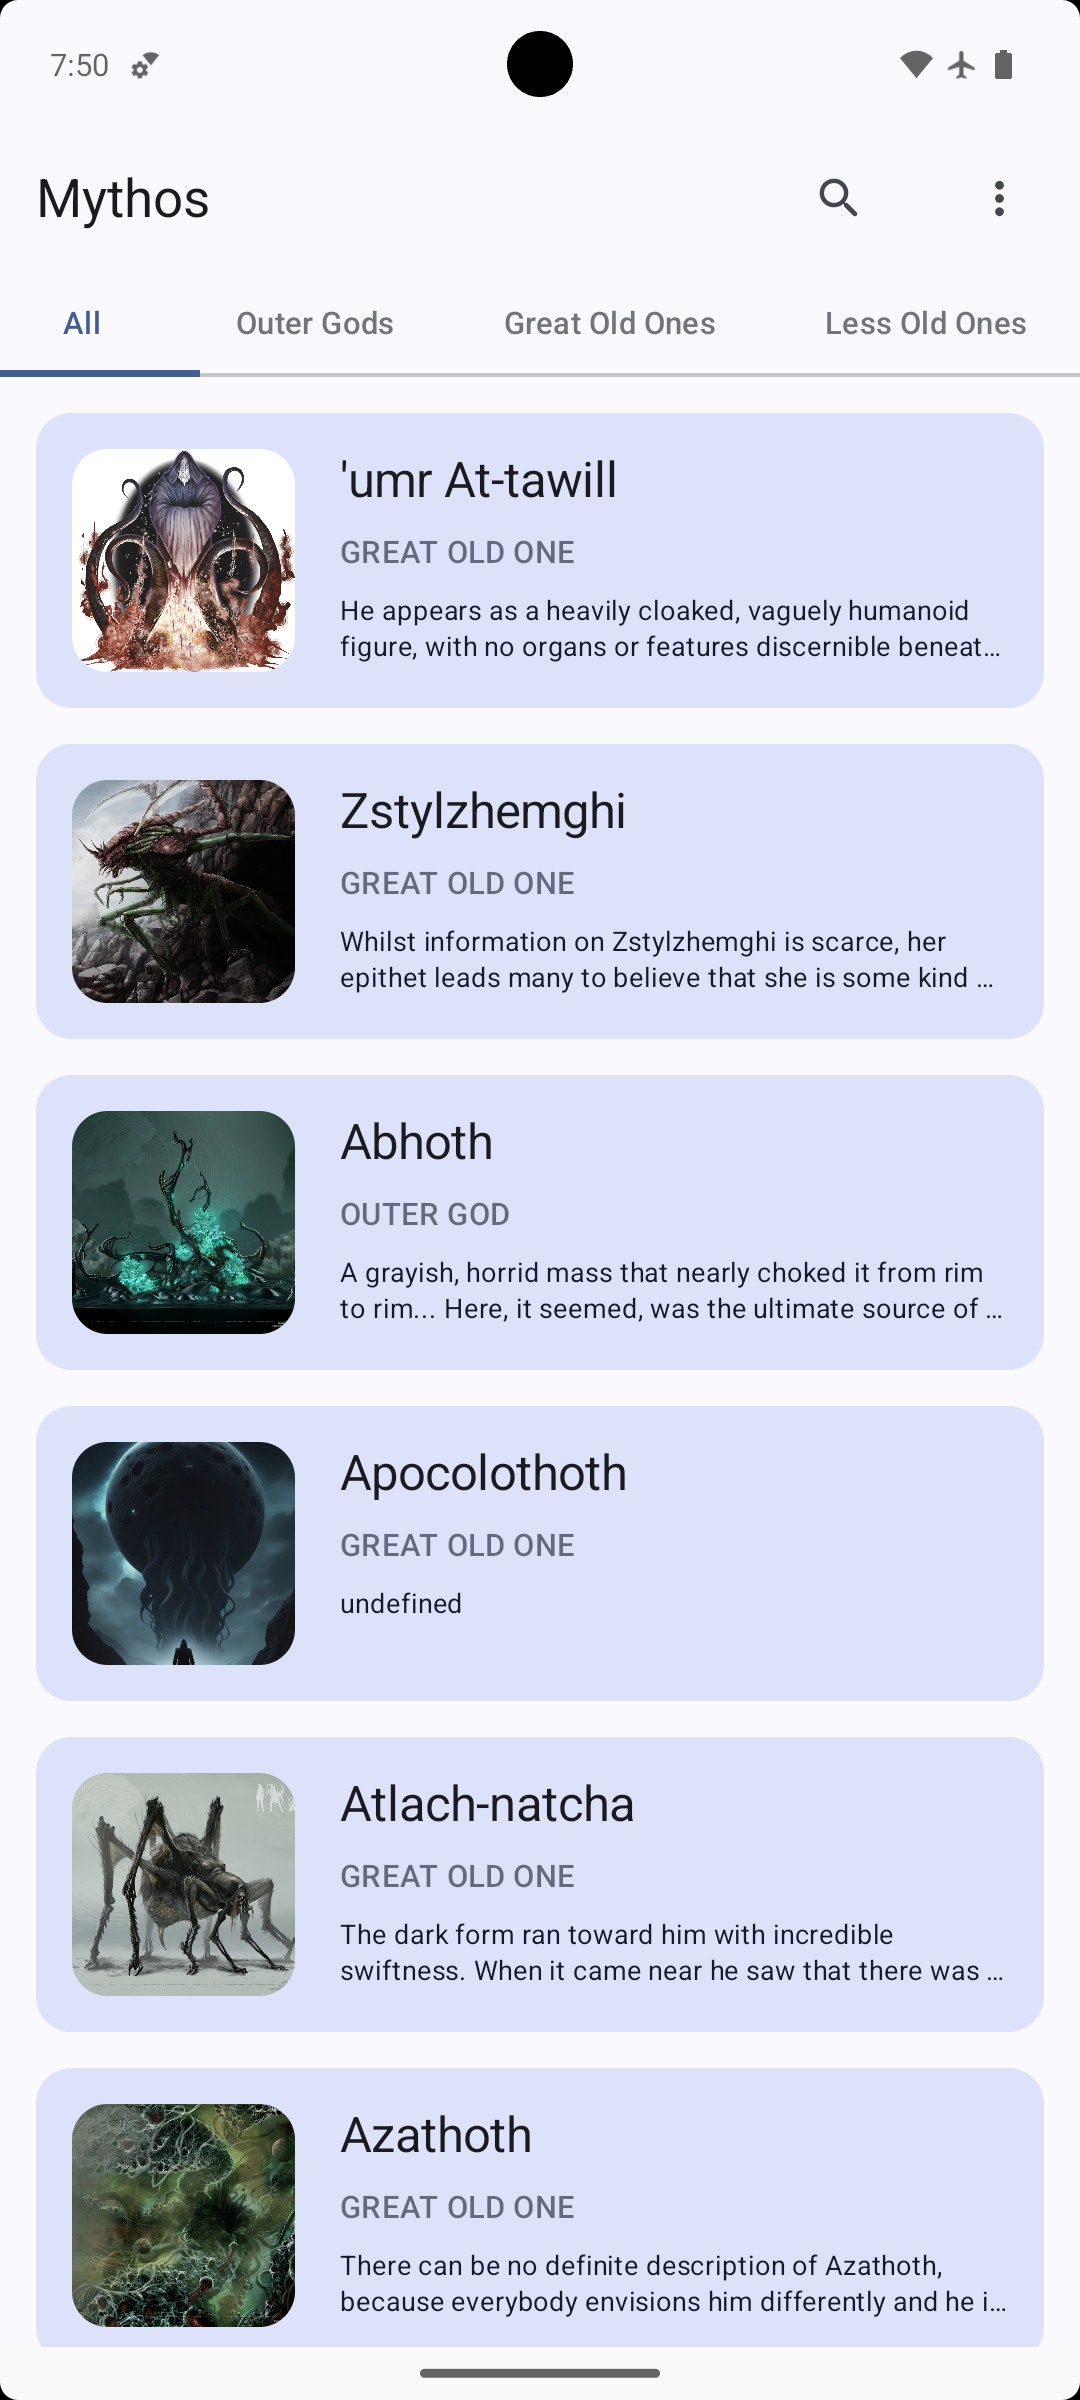 7:50
Mythos
All
Outer Gods
Great Old Ones
Less Old Ones
'umr At-tawill
GREAT OLD ONE
He appears as a heavily cloaked, vaguely humanoid
figure, with no organs or features discernible beneat…
Zstylzhemghi
GREAT OLD ONE
Whilst information on Zstylzhemghi is scarce, her
epithet leads many to believe that she is some kind …
Abhoth
OUTER GOD
A grayish, horrid mass that nearly choked it from rim
to rim... Here, it seemed, was the ultimate source of …
Apocolothoth
GREAT OLD ONE
undefined
Atlach-natcha
GREAT OLD ONE
The dark form ran toward him with incredible
swiftness. When it came near he saw that there was …
Azathoth
GREAT OLD ONE
There can be no definite description of Azathoth,
because everybody envisions him differently and he i…